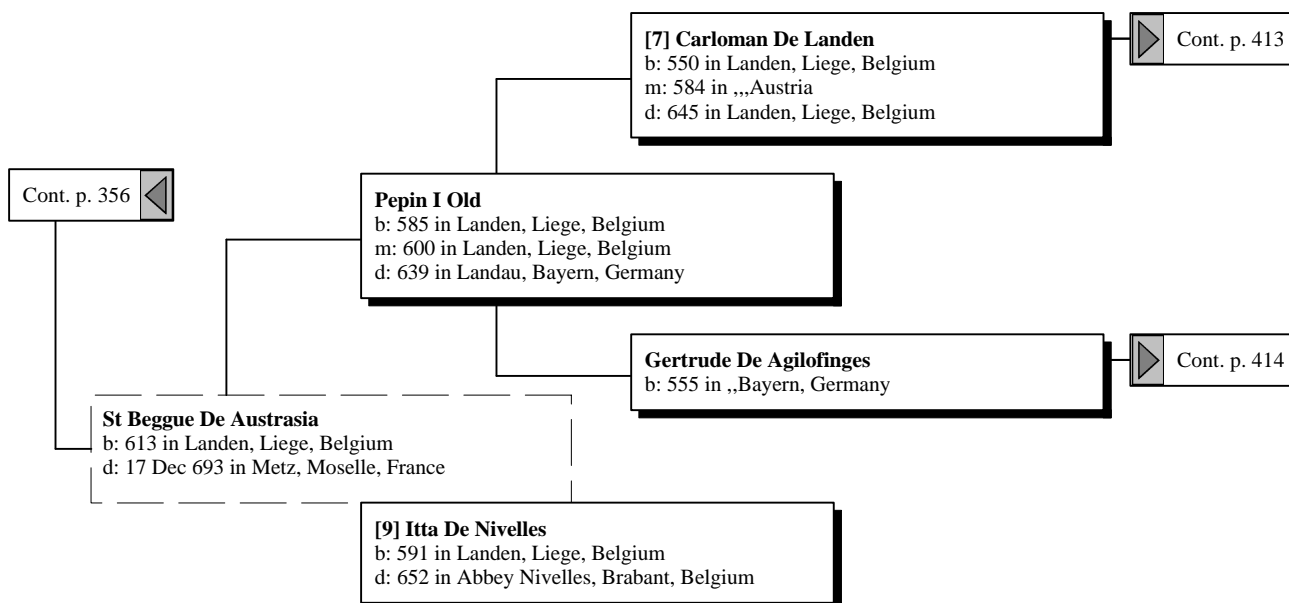 [7] Carloman De Landen
b: 550 in Landen, Liege, Belgium
m: 584 in ,,,Austria
d: 645 in Landen, Liege, Belgium
Cont. p. 413
Cont. p. 356
Pepin I Old
b: 585 in Landen, Liege, Belgium
m: 600 in Landen, Liege, Belgium
d: 639 in Landau, Bayern, Germany
Gertrude De Agilofinges
b: 555 in ,,Bayern, Germany
Cont. p. 414
St Beggue De Austrasia
b: 613 in Landen, Liege, Belgium
d: 17 Dec 693 in Metz, Moselle, France
[9] Itta De Nivelles
b: 591 in Landen, Liege, Belgium
d: 652 in Abbey Nivelles, Brabant, Belgium